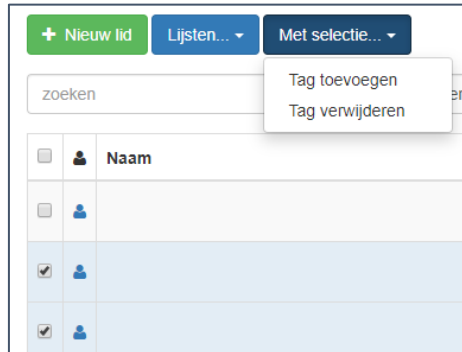 + Nieuw lid
Lijsten...
Met selectie...
Tag toevoegen
Tag verwijderen
zoeken
Naam